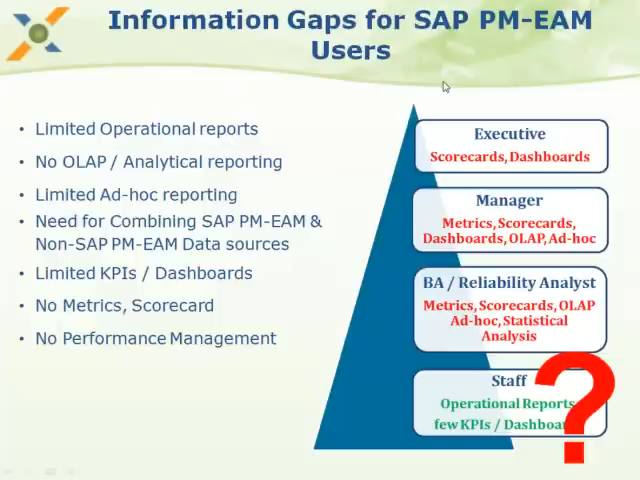 Information Gaps for SAP PM-EAM
Users
• Limited Operational reports
• No OLAP / Analytical reporting
• Limited Ad-hoc reporting
• Need for Combining SAP PM-EAM &
Non-SAP PM-EAM Data sources
• Limited KPIs / Dashboards
• No Metrics, Scorecard
• No Performance Management
Executive
Scorecards, Dashboards
Manager
Metrics, Scorecards,
Dashboards, OLAP, Ad-hoc
BA / Reliability Analyst
Metrics, Scorecards, OLAP
Ad-hoc, Statistical
Analysis
Staff
Operational Reports
few KPIs /
?